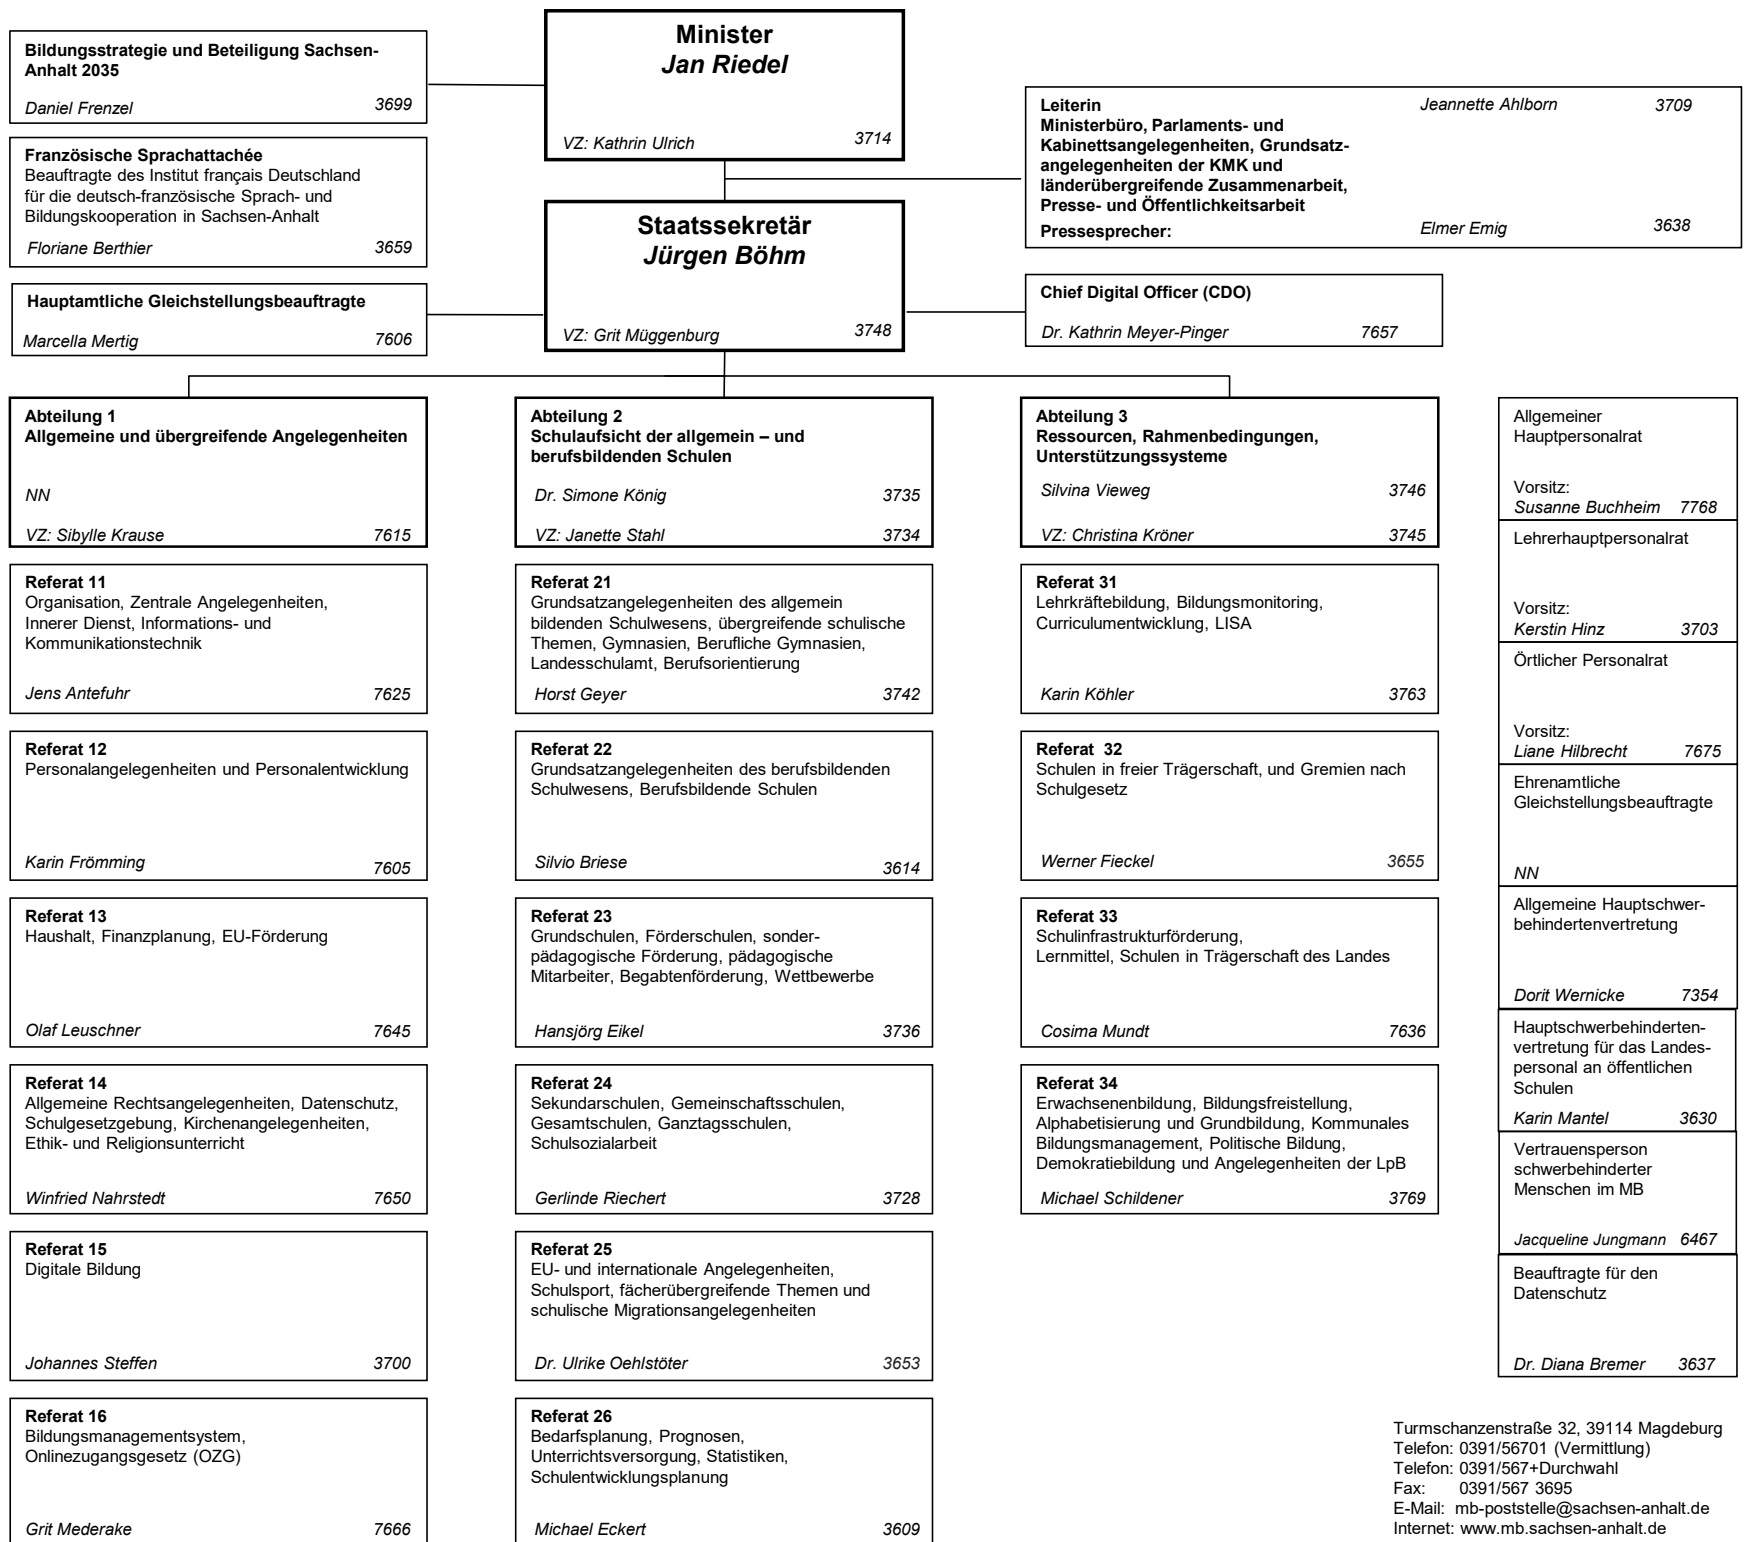 Minister
Jan Riedel
VZ: Kathrin Ulrich 3714
Bildungsstrategie und Beteiligung Sachsen-
Anhalt 2035
Daniel Frenzel 3699
Französische Sprachattachée
Beauftragte des Institut français Deutschland
für die deutsch-französische Sprach- und
Bildungskooperation in Sachsen-Anhalt
Floriane Berthier 3659
Leiterin Jeannette Ahlborn 3709
Ministerbüro, Parlaments- und
Kabinettsangelegenheiten, Grundsatz-
angelegenheiten der KMK und
länderübergreifende Zusammenarbeit,
Presse- und Öffentlichkeitsarbeit
Pressesprecher: Elmer Emig 3638
Staatssekretär
Jürgen Böhm
VZ: Grit Müggenburg 3748
Hauptamtliche Gleichstellungsbeauftragte
Marcella Mertig 7606
Chief Digital Officer (CDO)
Dr. Kathrin Meyer-Pinger 7657
Abteilung 1
Allgemeine und übergreifende Angelegenheiten
NN
VZ: Sibylle Krause 7615
Referat 11
Organisation, Zentrale Angelegenheiten,
Innerer Dienst, Informations- und
Kommunikationstechnik
Jens Antefuhr 7625
Referat 12
Personalangelegenheiten und Personalentwicklung
Karin Frömming 7605
Referat 13
Haushalt, Finanzplanung, EU-Förderung
Olaf Leuschner 7645
Referat 14
Allgemeine Rechtsangelegenheiten, Datenschutz,
Schulgesetzgebung, Kirchenangelegenheiten,
Ethik- und Religionsunterricht
Winfried Nahrstedt 7650
Referat 15
Digitale Bildung
Johannes Steffen 3700
Referat 16
Bildungsmanagementsystem,
Onlinezugangsgesetz (OZG)
Grit Mederake 7666
Abteilung 2
Schulaufsicht der allgemein – und
berufsbildenden Schulen
Dr. Simone König 3735
VZ: Janette Stahl 3734
Referat 21
Grundsatzangelegenheiten des allgemein
bildenden Schulwesens, übergreifende schulische
Themen, Gymnasien, Berufliche Gymnasien,
Landesschulamt, Berufsorientierung
Horst Geyer 3742
Referat 22
Grundsatzangelegenheiten des berufsbildenden
Schulwesens, Berufsbildende Schulen
Silvio Briese 3614
Referat 23
Grundschulen, Förderschulen, sonder-
pädagogische Förderung, pädagogische
Mitarbeiter, Begabtenförderung, Wettbewerbe
Hansjörg Eikel 3736
Referat 24
Sekundarschulen, Gemeinschaftsschulen,
Gesamtschulen, Ganztagsschulen,
Schulsozialarbeit
Gerlinde Riechert 3728
Referat 25
EU- und internationale Angelegenheiten,
Schulsport, fächerübergreifende Themen und
schulische Migrationsangelegenheiten
Dr. Ulrike Oehlstöter 3653
Referat 26
Bedarfsplanung, Prognosen,
Unterrichtsversorgung, Statistiken,
Schulentwicklungsplanung
Michael Eckert 3609
Abteilung 3
Ressourcen, Rahmenbedingungen,
Unterstützungssysteme
Silvina Vieweg 3746
VZ: Christina Kröner 3745
Referat 31
Lehrkräftebildung, Bildungsmonitoring,
Curriculumentwicklung, LISA
Karin Köhler 3763
Referat 32
Schulen in freier Trägerschaft, und Gremien nach
Schulgesetz
Werner Fieckel 3655
Referat 33
Schulinfrastrukturförderung,
Lernmittel, Schulen in Trägerschaft des Landes
Cosima Mundt 7636
Referat 34
Erwachsenenbildung, Bildungsfreistellung,
Alphabetisierung und Grundbildung, Kommunales
Bildungsmanagement, Politische Bildung,
Demokratiebildung und Angelegenheiten der LpB
Michael Schildener 3769
Allgemeiner
Hauptpersonalrat
Vorsitz:
Susanne Buchheim 7768
Lehrerhauptpersonalrat
Vorsitz:
Kerstin Hinz 3703
Örtlicher Personalrat
Vorsitz:
Liane Hilbrecht 7675
Ehrenamtliche
Gleichstellungsbeauftragte
NN
Allgemeine Hauptschwer-
behindertenvertretung
Dorit Wernicke 7354
Hauptschwerbehinderten-
vertretung für das Landes-
personal an öffentlichen
Schulen
Karin Mantel 3630
Vertrauensperson
schwerbehinderter
Menschen im MB
Jacqueline Jungmann 6467
Beauftragte für den
Datenschutz
Dr. Diana Bremer 3637
Turmschanzenstraße 32, 39114 Magdeburg
Telefon: 0391/56701 (Vermittlung)
Telefon: 0391/567+Durchwahl
Fax: 0391/567 3695
E-Mail: mb-poststelle@sachsen-anhalt.de
Internet: www.mb.sachsen-anhalt.de